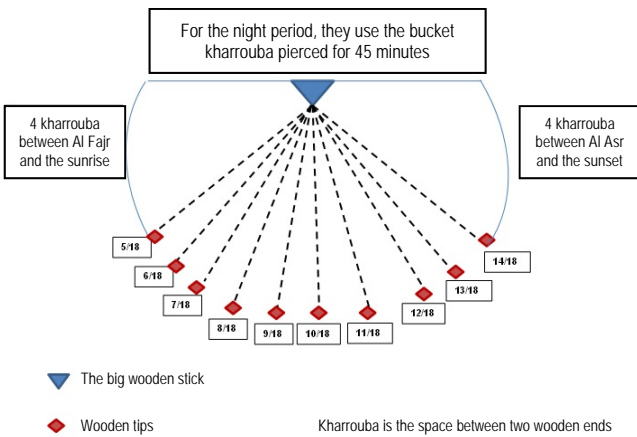 For the night period, they use the bucket
kharrouba pierced for 45 minutes
4 kharrouba
between Al Fajr
and the sunrise
4 kharrouba
between Al Asr
and the sunset
5/18
6/18
7/18
8/18
9/18
10/18
11/18
12/18
13/18
14/18
The big wooden stick
Wooden tips
Kharrouba is the space between two wooden ends